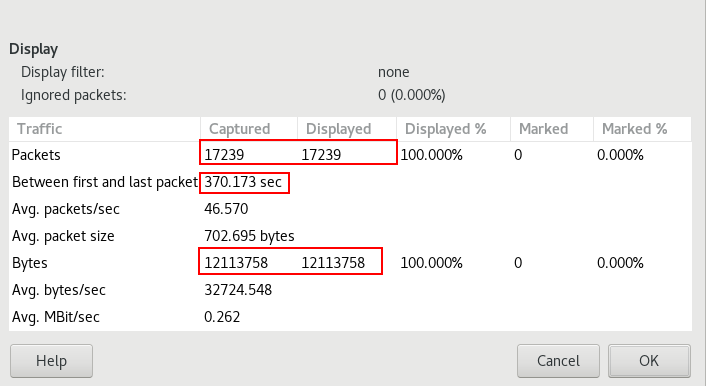 Display
Display filter: none
Ignored packets: 0 (0.000%)
Traffic Captured Displayed Displayed % Marked Marked %
Packets 17239 17239 100.000% 0 0.000%
Between first and last packet 370.173 sec
Avg. packets/sec 46.570
Avg. packet size 702.695 bytes
Bytes 12113758 12113758 100.000% 0 0.000%
Avg. bytes/sec 32724.548
Avg. MBit/sec 0.262
Help Cancel OK